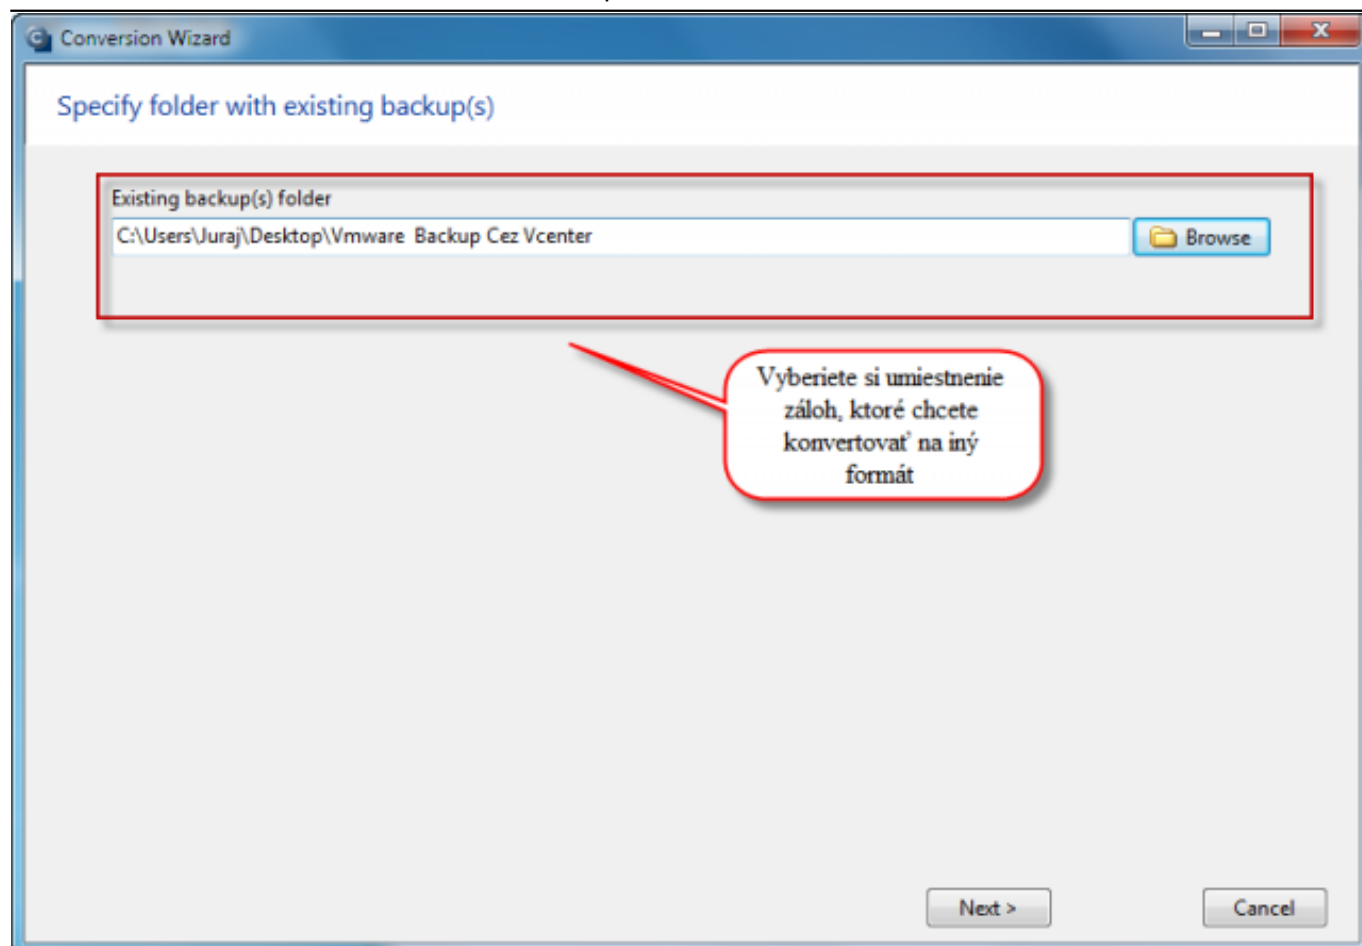 Conversion Wizard
Specify folder with existing backup(s)
Existing backup(s) folder
C:\Users\Juraj\Desktop\Vmware  Backup Cez Vcenter
Browse
Vyberiete si umiestnenie
záloh, ktoré chcete
konvertovať na iný
formát
Next >
Cancel